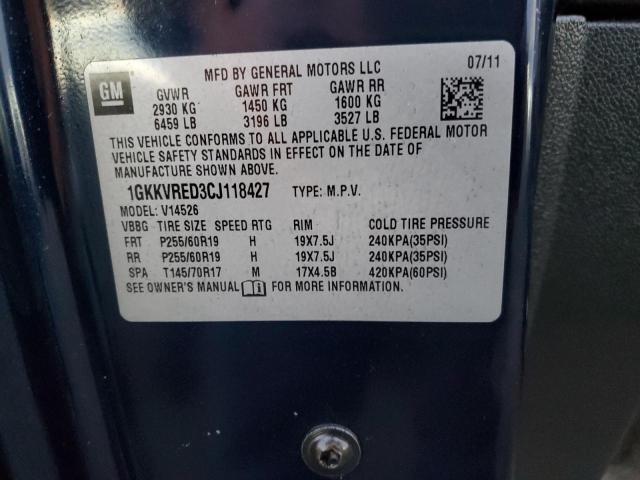 MFD BY GENERAL MOTORS LLC 07/11
GM
GVWR GAWR FRT GAWR RR
2930 KG 1450 KG 1600 KG
6459 LB 3196 LB 3527 LB
THIS VEHICLE CONFORMS TO ALL APPLICABLE U.S. FEDERAL MOTOR
VEHICLE SAFETY STANDARDS IN EFFECT ON THE DATE OF
MANUFACTURE SHOWN ABOVE.
1GKKVRED3CJ118427 TYPE: M.P.V.
MODEL: V14526
VBBG TIRE SIZE SPEED RTG RIM COLD TIRE PRESSURE
FRT P255/60R19 H 19X7.5J 240KPA(35PSI)
RR P255/60R19 H 19X7.5J 240KPA(35PSI)
SPA T145/70R17 M 17X4.5B 420KPA(60PSI)
SEE OWNER'S MANUAL FOR MORE INFORMATION.